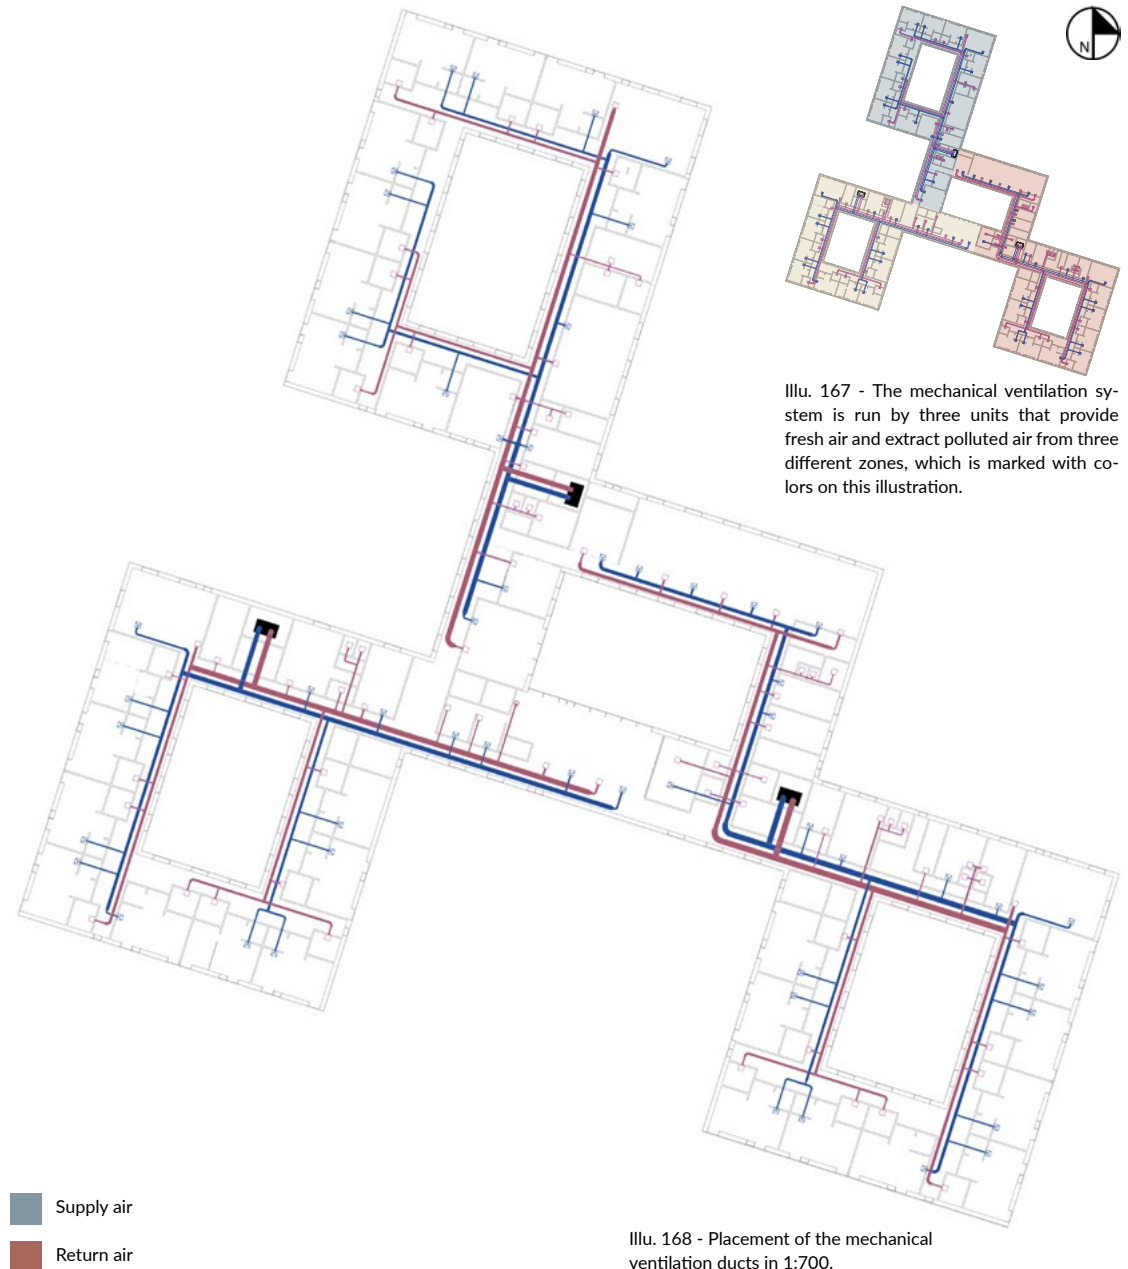 N
Illu. 167 - The mechanical ventilation sy-
stem is run by three units that provide
fresh air and extract polluted air from three
different zones, which is marked with co-
lors on this illustration.
Supply air
Return air
Illu. 168 - Placement of the mechanical
ventilation ducts in 1:700.